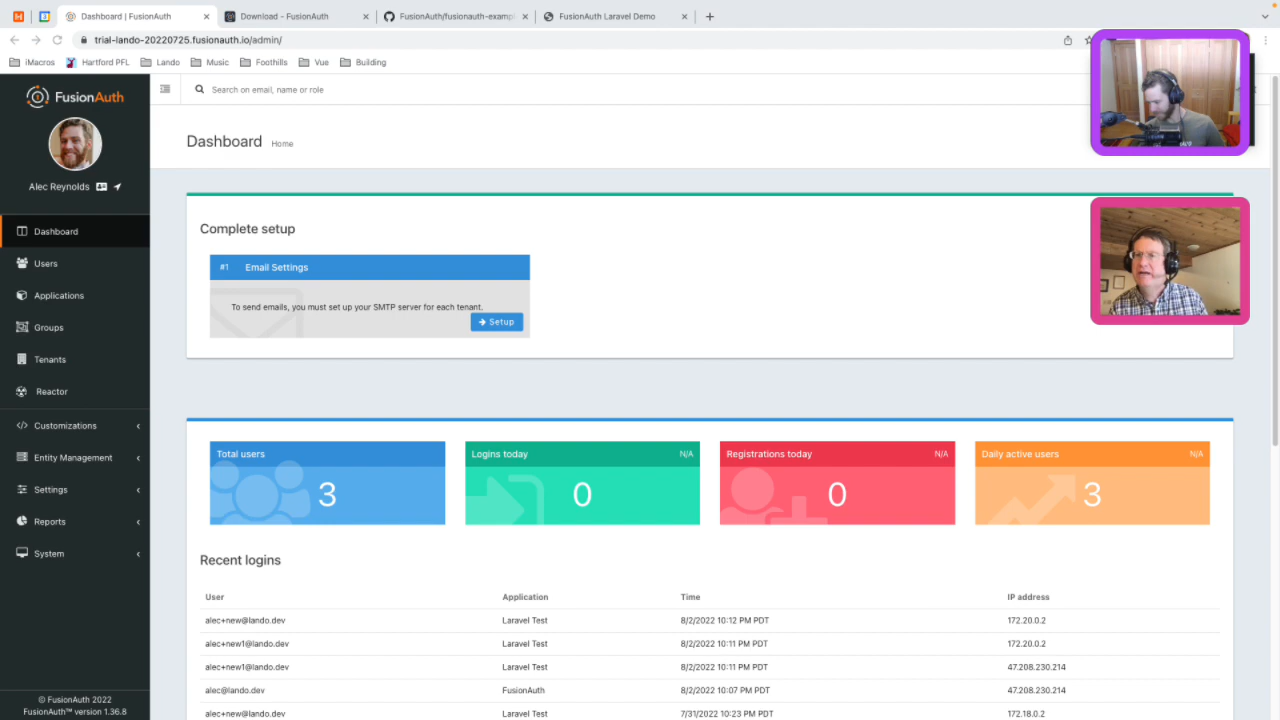 Dashboard | FusionAuth
Download - FusionAuth
FusionAuth/fusionauth-exampl
FusionAuth Laravel Demo
trial-lando-20220725.fusionauth.io/admin/
iMacros
Hartford PFL
Lando
Music
Foothills
Vue
Building
FusionAuth
Search on email, name or role
Dashboard Home
Alec Reynolds
Dashboard
Users
Applications
Groups
Tenants
Reactor
Customizations
Entity Management
Settings
Reports
System
© FusionAuth 2022
FusionAuth™ version 1.36.8
Complete setup
#1 Email Settings
To send emails, you must set up your SMTP server for each tenant.
Setup
Total users
3
Logins today N/A
0
Registrations today N/A
0
Daily active users N/A
3
Recent logins
User Application Time IP address
alec+new@lando.dev Laravel Test 8/2/2022 10:12 PM PDT 172.20.0.2
alec+new1@lando.dev Laravel Test 8/2/2022 10:11 PM PDT 172.20.0.2
alec+new1@lando.dev Laravel Test 8/2/2022 10:11 PM PDT 47.208.230.214
alec@lando.dev FusionAuth 8/2/2022 10:07 PM PDT 47.208.230.214
alec+new@lando.dev Laravel Test 7/31/2022 10:23 PM PDT 172.18.0.2